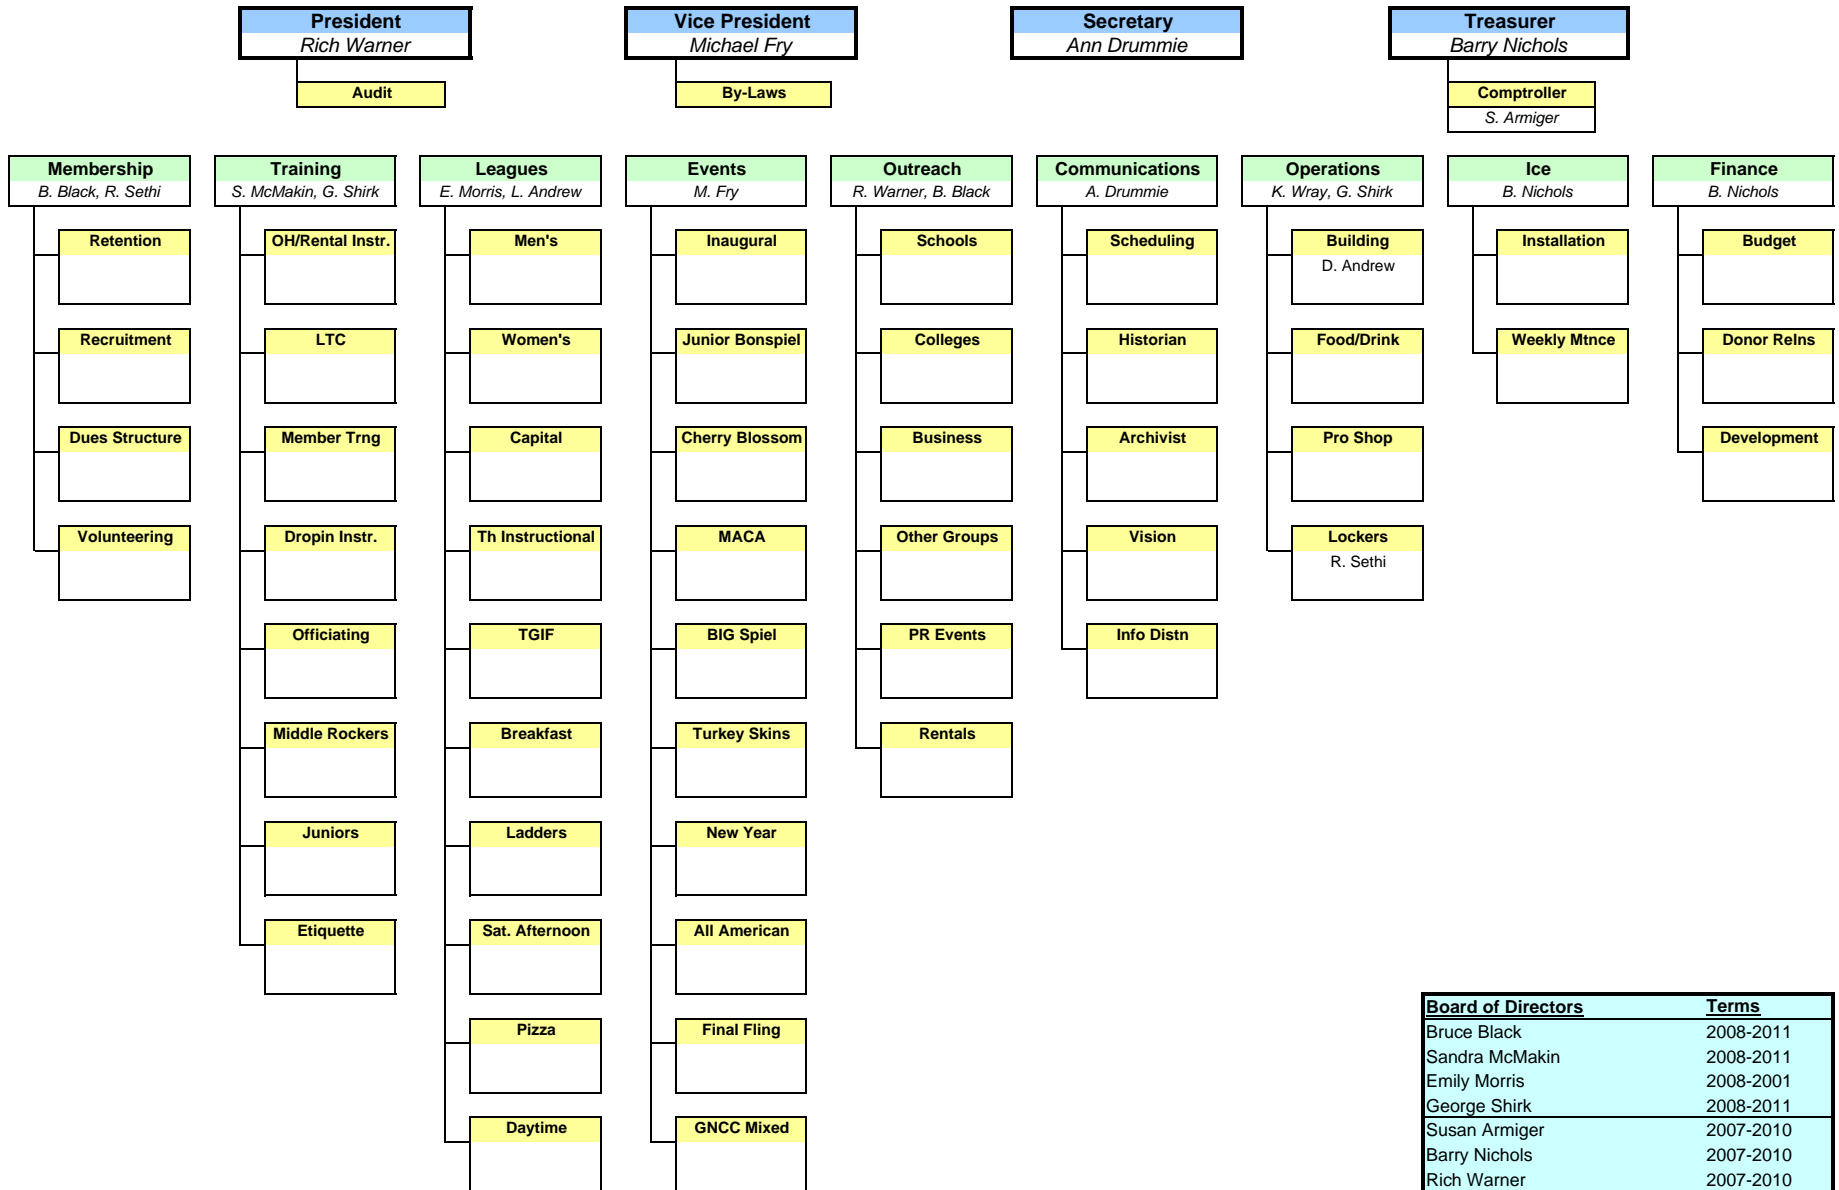 President
Rich Warner
Vice President
Michael Fry
Secretary
Ann Drummie
Treasurer
Barry Nichols
Audit
By-Laws
Comptroller
S. Armiger
Membership
B. Black, R. Sethi
Retention
Recruitment
Dues Structure
Volunteering
Training
S. McMakin, G. Shirk
OH/Rental Instr.
LTC
Member Trng
Dropin Instr.
Officiating
Middle Rockers
Juniors
Etiquette
Leagues
E. Morris, L. Andrew
Men's
Women's
Capital
Th Instructional
TGIF
Breakfast
Ladders
Sat. Afternoon
Pizza
Daytime
Events
M. Fry
Inaugural
Junior Bonspiel
Cherry Blossom
MACA
BIG Spiel
Turkey Skins
New Year
All American
Final Fling
GNCC Mixed
Outreach
R. Warner, B. Black
Schools
Colleges
Business
Other Groups
PR Events
Rentals
Communications
A. Drummie
Scheduling
Historian
Archivist
Vision
Info Distn
Operations
K. Wray, G. Shirk
Building
D. Andrew
Food/Drink
Pro Shop
Lockers
R. Sethi
Ice
B. Nichols
Installation
Weekly Mtnce
Finance
B. Nichols
Budget
Donor Relns
Development
Board of Directors Terms
Bruce Black 2008-2011
Sandra McMakin 2008-2011
Emily Morris 2008-2001
George Shirk 2008-2011
Susan Armiger 2007-2010
Barry Nichols 2007-2010
Rich Warner 2007-2010